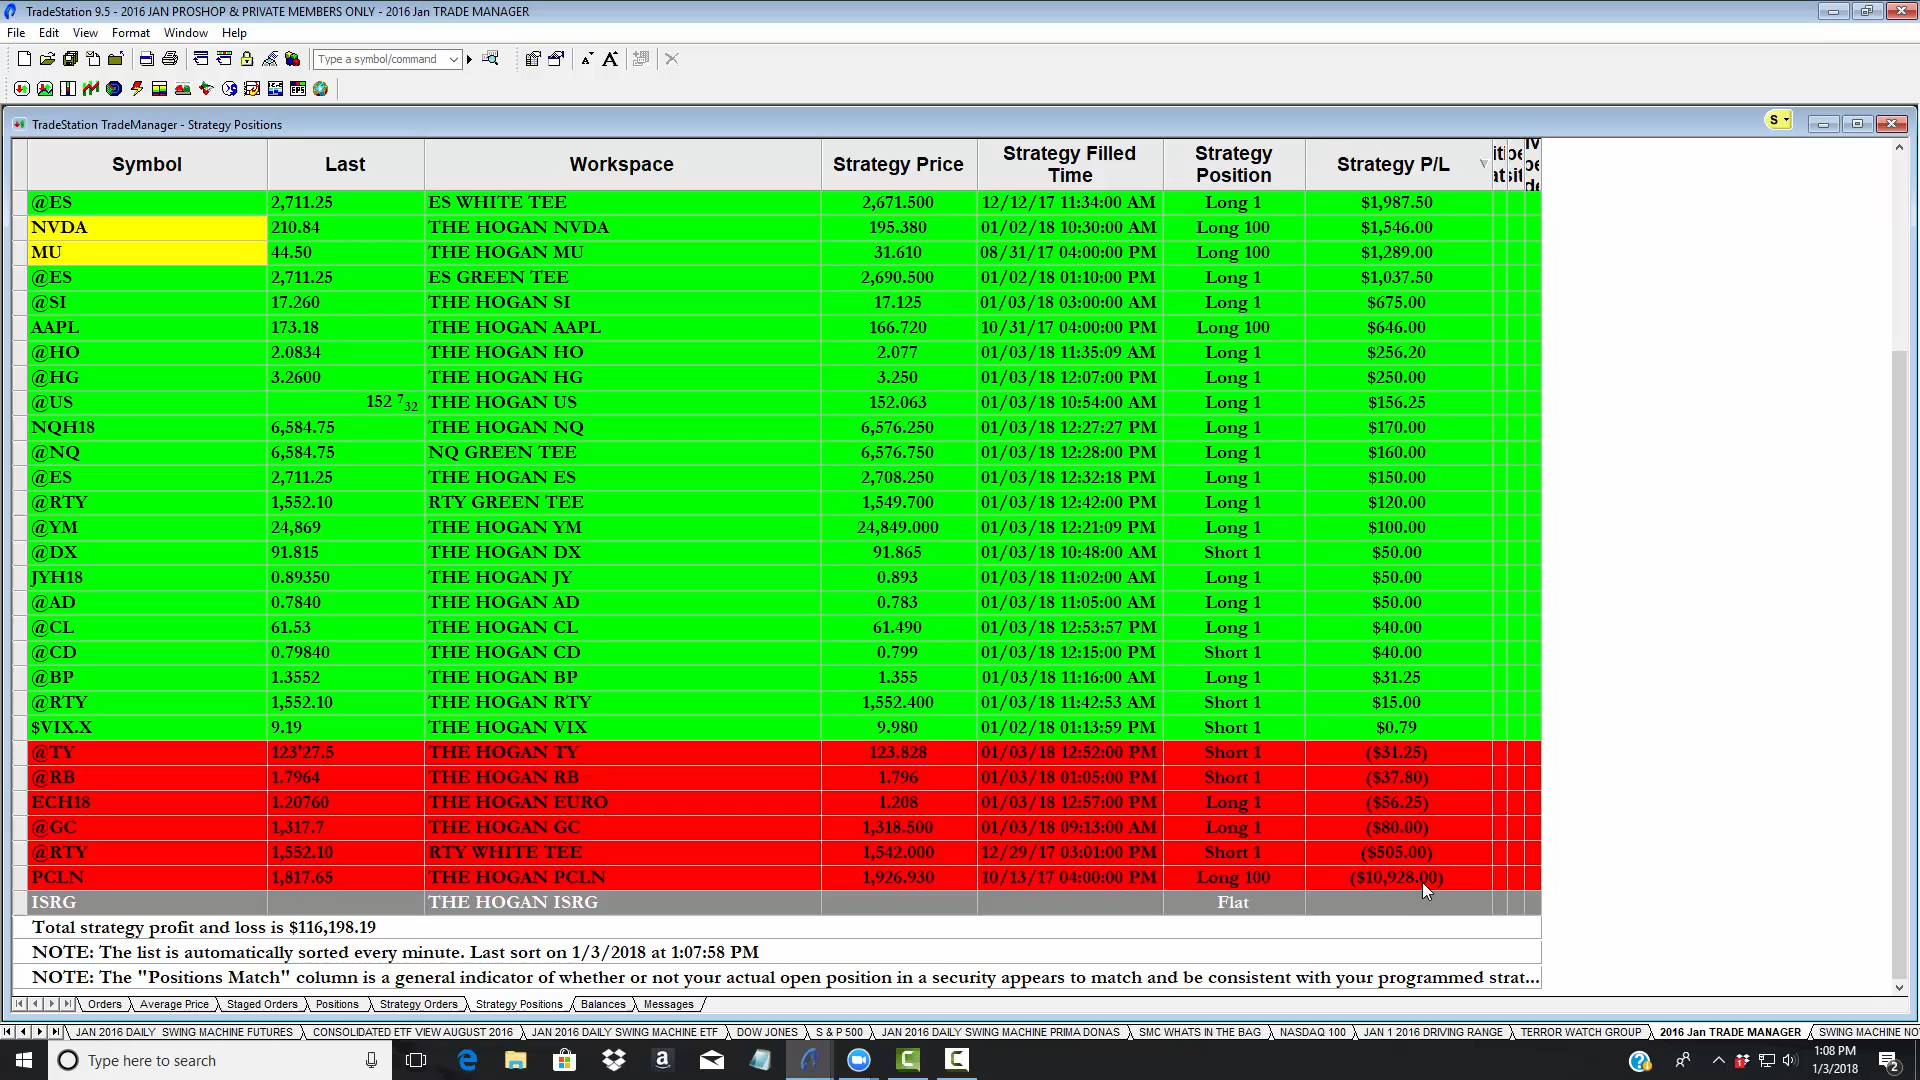 TradeStation 9.5 - 2016 JAN PROSHOP & PRIVATE MEMBERS ONLY - 2016 Jan TRADE MANAGER
File Edit View Format Window Help
Type a symbol/command
TradeStation TradeManager - Strategy Positions
S
Symbol Last Workspace Strategy Price Strategy Filled Time Strategy Position Strategy P/L
@ES 2,711.25 ES WHITE TEE 2,671.500 12/12/17 11:34:00 AM Long 1 $1,987.50
NVDA 210.84 THE HOGAN NVDA 195.380 01/02/18 10:30:00 AM Long 100 $1,546.00
MU 44.50 THE HOGAN MU 31.610 08/31/17 04:00:00 PM Long 100 $1,289.00
@ES 2,711.25 ES GREEN TEE 2,690.500 01/02/18 01:10:00 PM Long 1 $1,037.50
@SI 17.260 THE HOGAN SI 17.125 01/03/18 03:00:00 AM Long 1 $675.00
AAPL 173.18 THE HOGAN AAPL 166.720 10/31/17 04:00:00 PM Long 100 $646.00
@HO 2.0834 THE HOGAN HO 2.077 01/03/18 11:35:09 AM Long 1 $256.20
@HG 3.2600 THE HOGAN HG 3.250 01/03/18 12:07:00 PM Long 1 $250.00
@US 152 7/32 THE HOGAN US 152.063 01/03/18 10:54:00 AM Long 1 $156.25
NQH18 6,584.75 THE HOGAN NQ 6,576.250 01/03/18 12:27:27 PM Long 1 $170.00
@NQ 6,584.75 NQ GREEN TEE 6,576.750 01/03/18 12:28:00 PM Long 1 $160.00
@ES 2,711.25 THE HOGAN ES 2,708.250 01/03/18 12:32:18 PM Long 1 $150.00
@RTY 1,552.10 RTY GREEN TEE 1,549.700 01/03/18 12:42:00 PM Long 1 $120.00
@YM 24,869 THE HOGAN YM 24,849.000 01/03/18 12:21:09 PM Long 1 $100.00
@DX 91.815 THE HOGAN DX 91.865 01/03/18 10:48:00 AM Short 1 $50.00
JYH18 0.89350 THE HOGAN JY 0.893 01/03/18 11:02:00 AM Long 1 $50.00
@AD 0.7840 THE HOGAN AD 0.783 01/03/18 11:05:00 AM Long 1 $50.00
@CL 61.53 THE HOGAN CL 61.490 01/03/18 12:53:57 PM Long 1 $40.00
@CD 0.79840 THE HOGAN CD 0.799 01/03/18 12:15:00 PM Short 1 $40.00
@BP 1.3552 THE HOGAN BP 1.355 01/03/18 11:16:00 AM Long 1 $31.25
@RTY 1,552.10 THE HOGAN RTY 1,552.400 01/03/18 11:42:53 AM Short 1 $15.00
$VIX.X 9.19 THE HOGAN VIX 9.980 01/02/18 01:13:59 PM Short 1 $0.79
@TY 123'27.5 THE HOGAN TY 123.828 01/03/18 12:52:00 PM Short 1 ($31.25)
@RB 1.7964 THE HOGAN RB 1.796 01/03/18 01:05:00 PM Short 1 ($37.80)
ECH18 1.20760 THE HOGAN EURO 1.208 01/03/18 12:57:00 PM Long 1 ($56.25)
@GC 1,317.7 THE HOGAN GC 1,318.500 01/03/18 09:13:00 AM Long 1 ($80.00)
@RTY 1,552.10 RTY WHITE TEE 1,542.000 12/29/17 03:01:00 PM Short 1 ($505.00)
PCLN 1,817.65 THE HOGAN PCLN 1,926.930 10/13/17 04:00:00 PM Long 100 ($10,928.00)
ISRG THE HOGAN ISRG Flat
Total strategy profit and loss is $116,198.19
NOTE: The list is automatically sorted every minute. Last sort on 1/3/2018 at 1:07:58 PM
NOTE: The "Positions Match" column is a general indicator of whether or not your actual open position in a security appears to match and be consistent with your programmed strat...
Orders Average Price Staged Orders Positions Strategy Orders Strategy Positions Balances Messages
JAN 2016 DAILY SWING MACHINE FUTURES CONSOLIDATED ETF VIEW AUGUST 2016 JAN 2016 DAILY SWING MACHINE ETF DOW JONES S & P 500 JAN 2016 DAILY SWING MACHINE PRIMA DONAS SMC WHATS IN THE BAG NASDAQ 100 JAN 1 2016 DRIVING RANGE TERROR WATCH GROUP 2016 Jan TRADE MANAGER SWING MACHINE NO
Type here to search
1:08 PM
1/3/2018
2